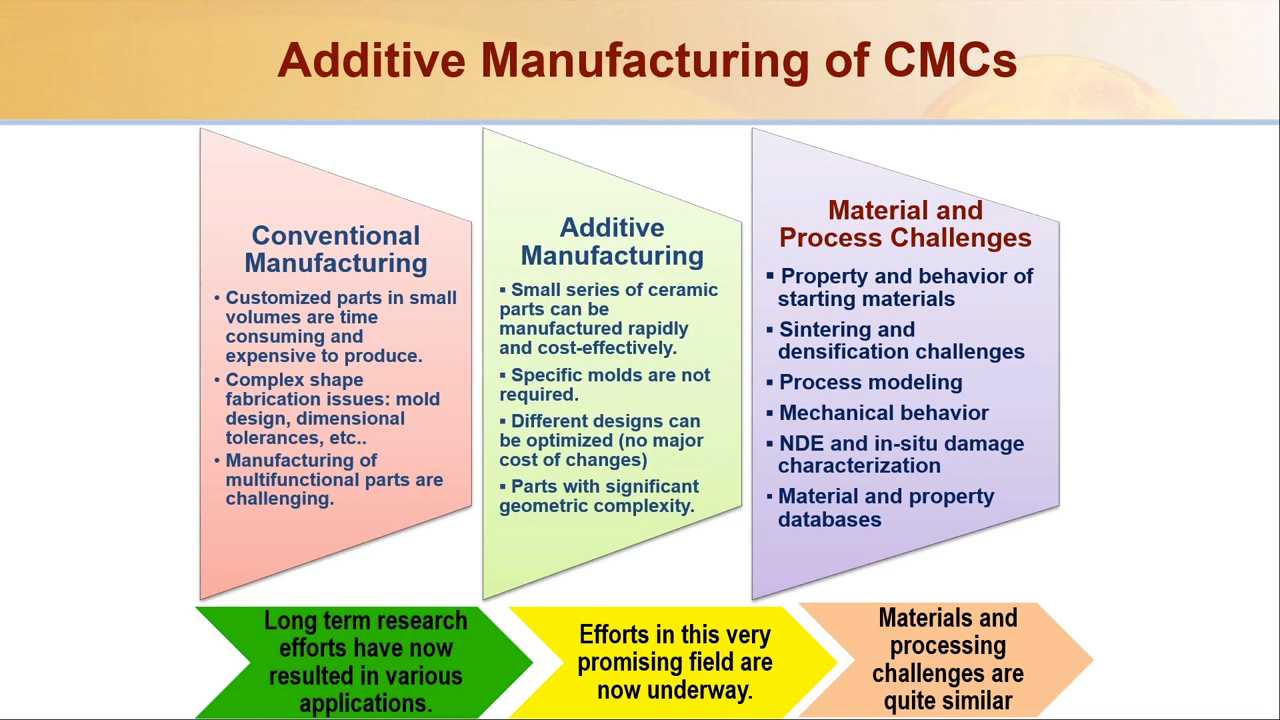 Additive Manufacturing of CMCs
Conventional
Manufacturing
• Customized parts in small
volumes are time
consuming and
expensive to produce.
• Complex shape
fabrication issues: mold
design, dimensional
tolerances, etc..
• Manufacturing of
multifunctional parts are
challenging.
Additive
Manufacturing
▪ Small series of ceramic
parts can be
manufactured rapidly
and cost-effectively.
▪ Specific molds are not
required.
▪ Different designs can
be optimized (no major
cost of changes)
▪ Parts with significant
geometric complexity.
Material and
Process Challenges
▪ Property and behavior of
starting materials
▪ Sintering and
densification challenges
▪ Process modeling
▪ Mechanical behavior
▪ NDE and in-situ damage
characterization
▪ Material and property
databases
Long term research
efforts have now
resulted in various
applications.
Efforts in this very
promising field are
now underway.
Materials and
processing
challenges are
quite similar